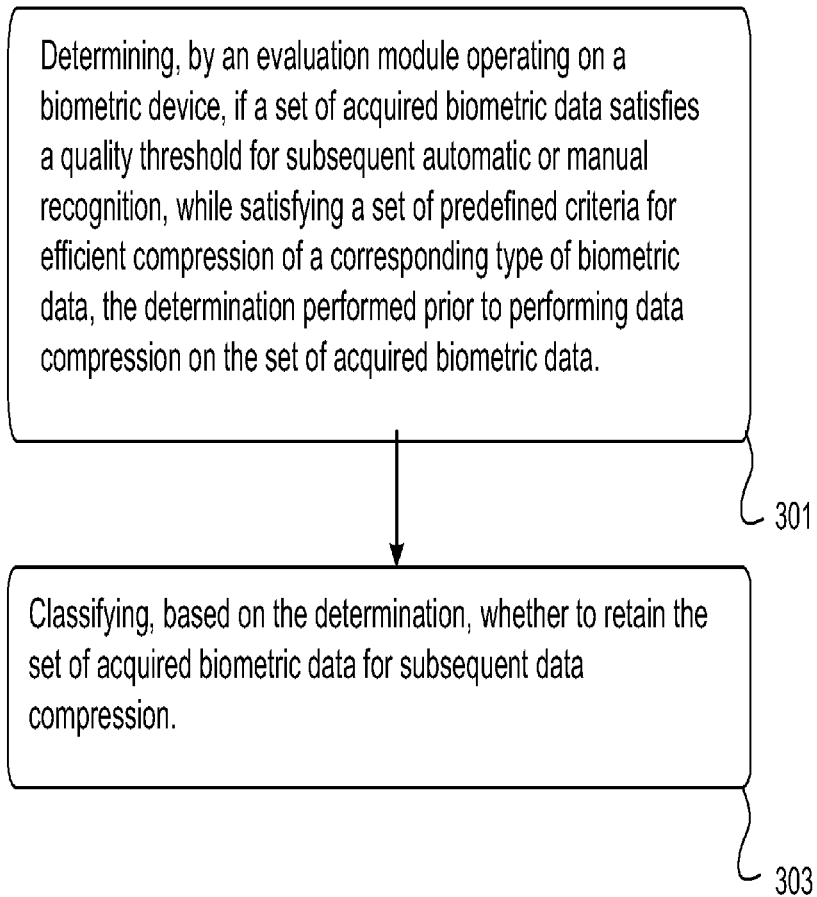 Determining, by an evaluation module operating on a
biometric device, if a set of acquired biometric data satisfies
a quality threshold for subsequent automatic or manual
recognition, while satisfying a set of predefined criteria for
efficient compression of a corresponding type of biometric
data, the determination performed prior to performing data
compression on the set of acquired biometric data.
301
Classifying, based on the determination, whether to retain the
set of acquired biometric data for subsequent data
compression.
303